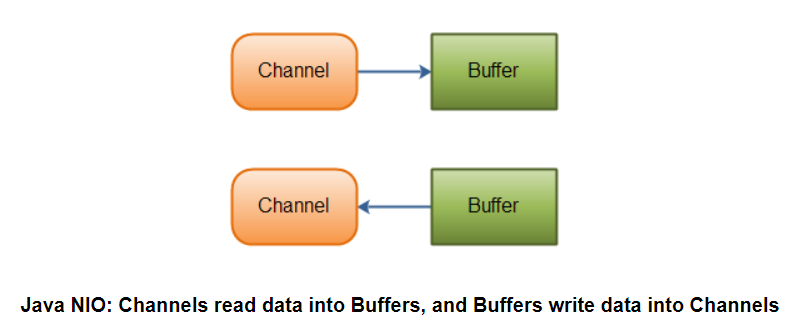 Channel
Buffer
Channel
Buffer
Java NIO: Channels read data into Buffers, and Buffers write data into Channels